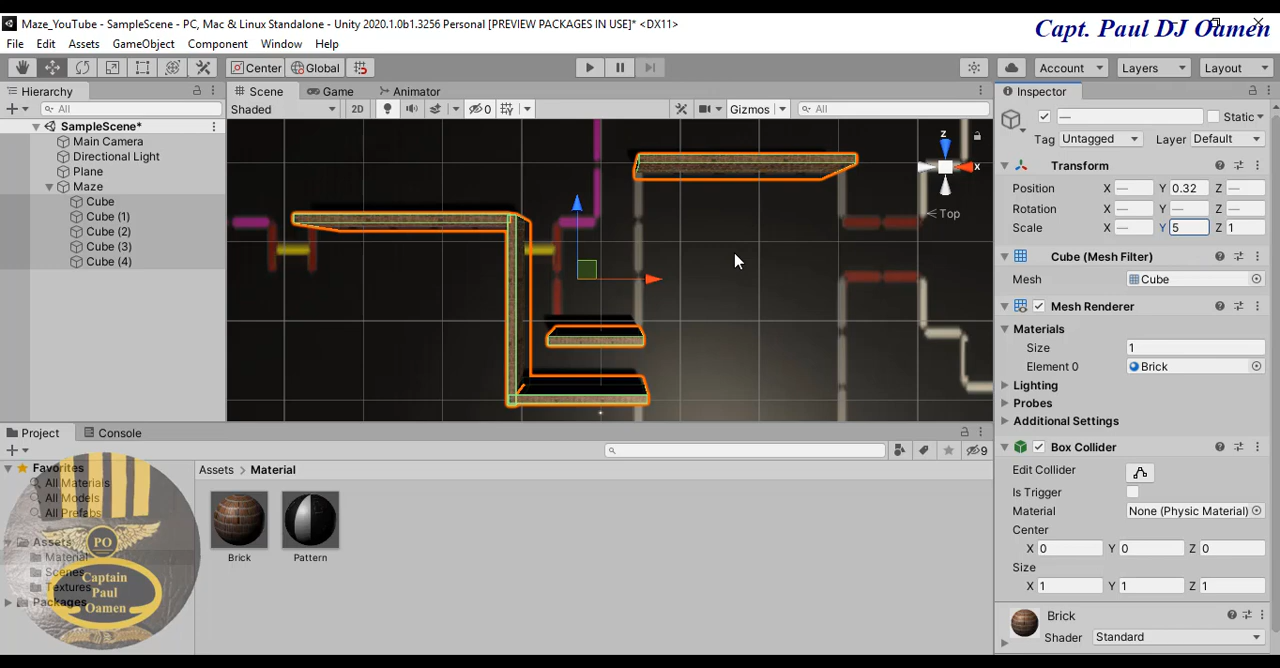 Maze_YouTube - SampleScene - PC, Mac & Linux Standalone - Unity 2020.1.0b1.3256 Personal [PREVIEW PACKAGES IN USE]* <DX11>
Capt. Paul DJ Oamen
File Edit Assets GameObject Component Window Help
Center Global Account Layers Layout
Hierarchy Scene Game Animator Inspector
All Shaded 2D 0 Gizmos All Static
SampleScene*
Main Camera
Directional Light
Plane
Maze
Cube
Cube (1)
Cube (2)
Cube (3)
Cube (4)
z
x
Top
Tag Untagged Layer Default
Transform
Position X — Y 0.32 Z —
Rotation X — Y — Z —
Scale X — Y 5 Z 1
Cube (Mesh Filter)
Mesh Cube
Mesh Renderer
Materials
Size 1
Element 0 Brick
Lighting
Probes
Additional Settings
Box Collider
Edit Collider
Is Trigger
Material None (Physic Material)
Center
X 0 Y 0 Z 0
Size
X 1 Y 1 Z 1
Brick
Shader Standard
Project Console
9
Favorites
All Materials
All Models
All Prefabs
Assets
Material
Scenes
Textures
Packages
Assets > Material
Brick Pattern
PO
Captain
Paul
Oamen